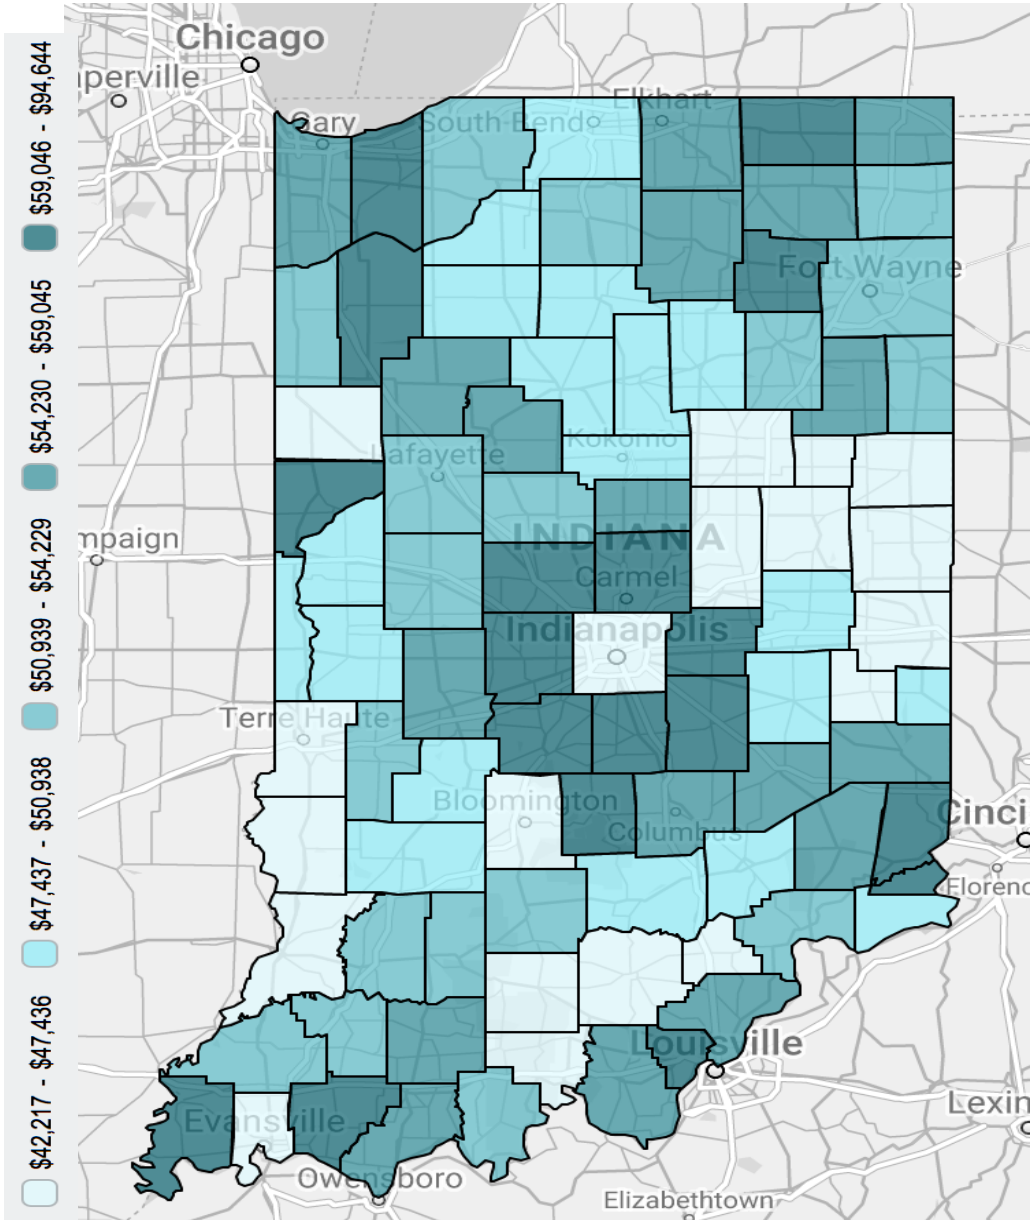 $59,046 - $94,644
$54,230 - $59,045
$50,939 - $54,229
$47,437 - $50,938
$42,217 - $47,436
Chicago
perville
Gary
South Bend
Elkhart
Fort Wayne
Lafayette
Kokomo
mpaign
INDIANA
Carmel
Indianapolis
Terre Haute
Bloomington
Columbus
Cinci
Florenc
Louisville
Evansville
Lexin
Owensboro
Elizabethtown